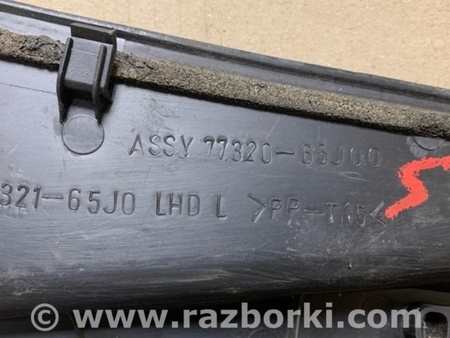 ASSY 77320-65J00
321-65J0 LHD L >PP-T15<
© www.razborki.com